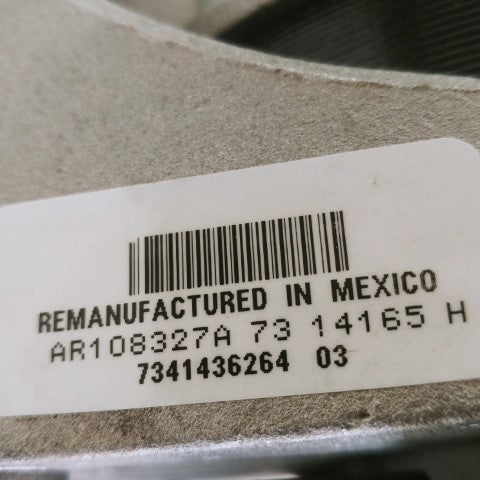 REMANUFACTURED IN MEXICO
AR108327A 73 14165 H
7341436264 03